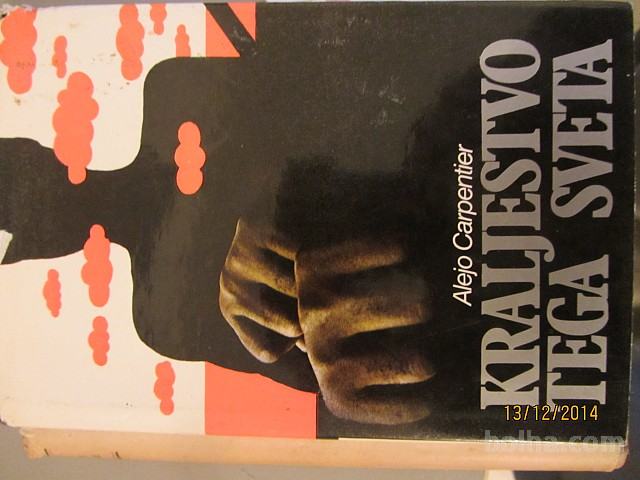 Alejo Carpentier
KRALJESTVO
TEGA SVETA
13/12/2014
bolha.com